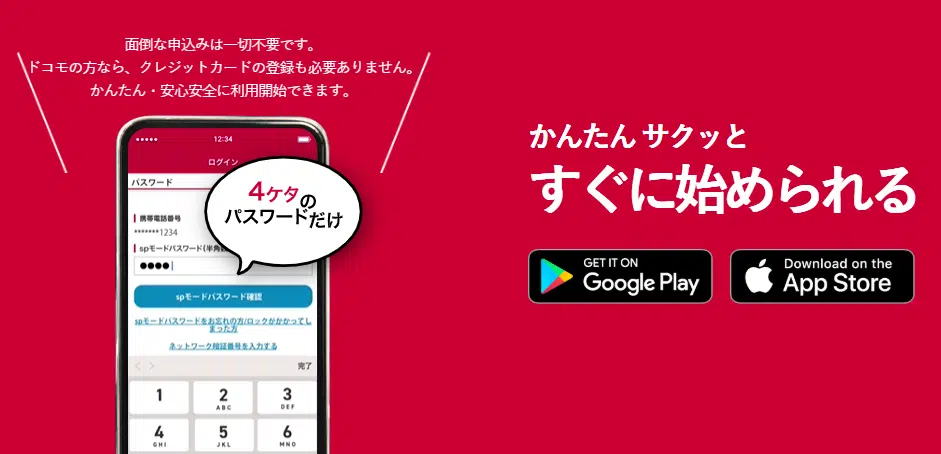 面倒な申込みは一切不要です。
ドコモの方なら、クレジットカードの登録も必要ありません。
かんたん・安心安全に利用開始できます。
12:34
ログイン
パスワード
4ケタの
パスワードだけ
携帯電話番号
*******1234
spモードパスワード(半角
spモードパスワード確認
spモードパスワードをお忘れの方/ロックがかかってし
まった方
ネットワーク暗証番号を入力する
完了
1
2
ABC
3
DEF
4
GHI
5
JKL
6
MNO
かんたん サクッと
すぐに始められる
GET IT ON
Google Play
Download on the
App Store